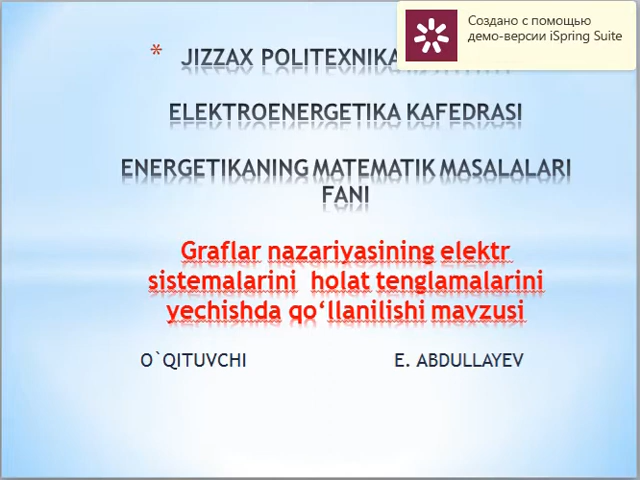 Создано с помощью
демо-версии iSpring Suite
* JIZZAX POLITEXNIKA
ELEKTROENERGETIKA KAFEDRASI
ENERGETIKANING MATEMATIK MASALALARI
FANI
Graflar nazariyasining elektr
sistemalarini holat tenglamalarini
yechishda qo‘llanilishi mavzusi
O`QITUVCHI E. ABDULLAYEV